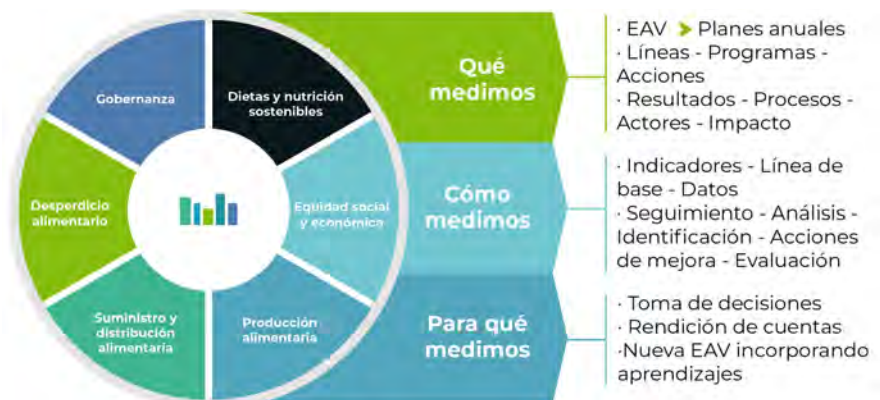 Gobernanza
Dietas y nutrición
sostenibles
Desperdicio
alimentario
Equidad social
y económica
Suministro y
distribución
alimentaria
Producción
alimentaria
Qué
medimos
· EAV > Planes anuales
· Líneas - Programas -
Acciones
· Resultados - Procesos -
Actores - Impacto
Cómo
medimos
· Indicadores - Línea de
base - Datos
· Seguimiento - Análisis -
Identificación - Acciones
de mejora - Evaluación
Para qué
medimos
· Toma de decisiones
· Rendición de cuentas
·Nueva EAV incorporando
aprendizajes